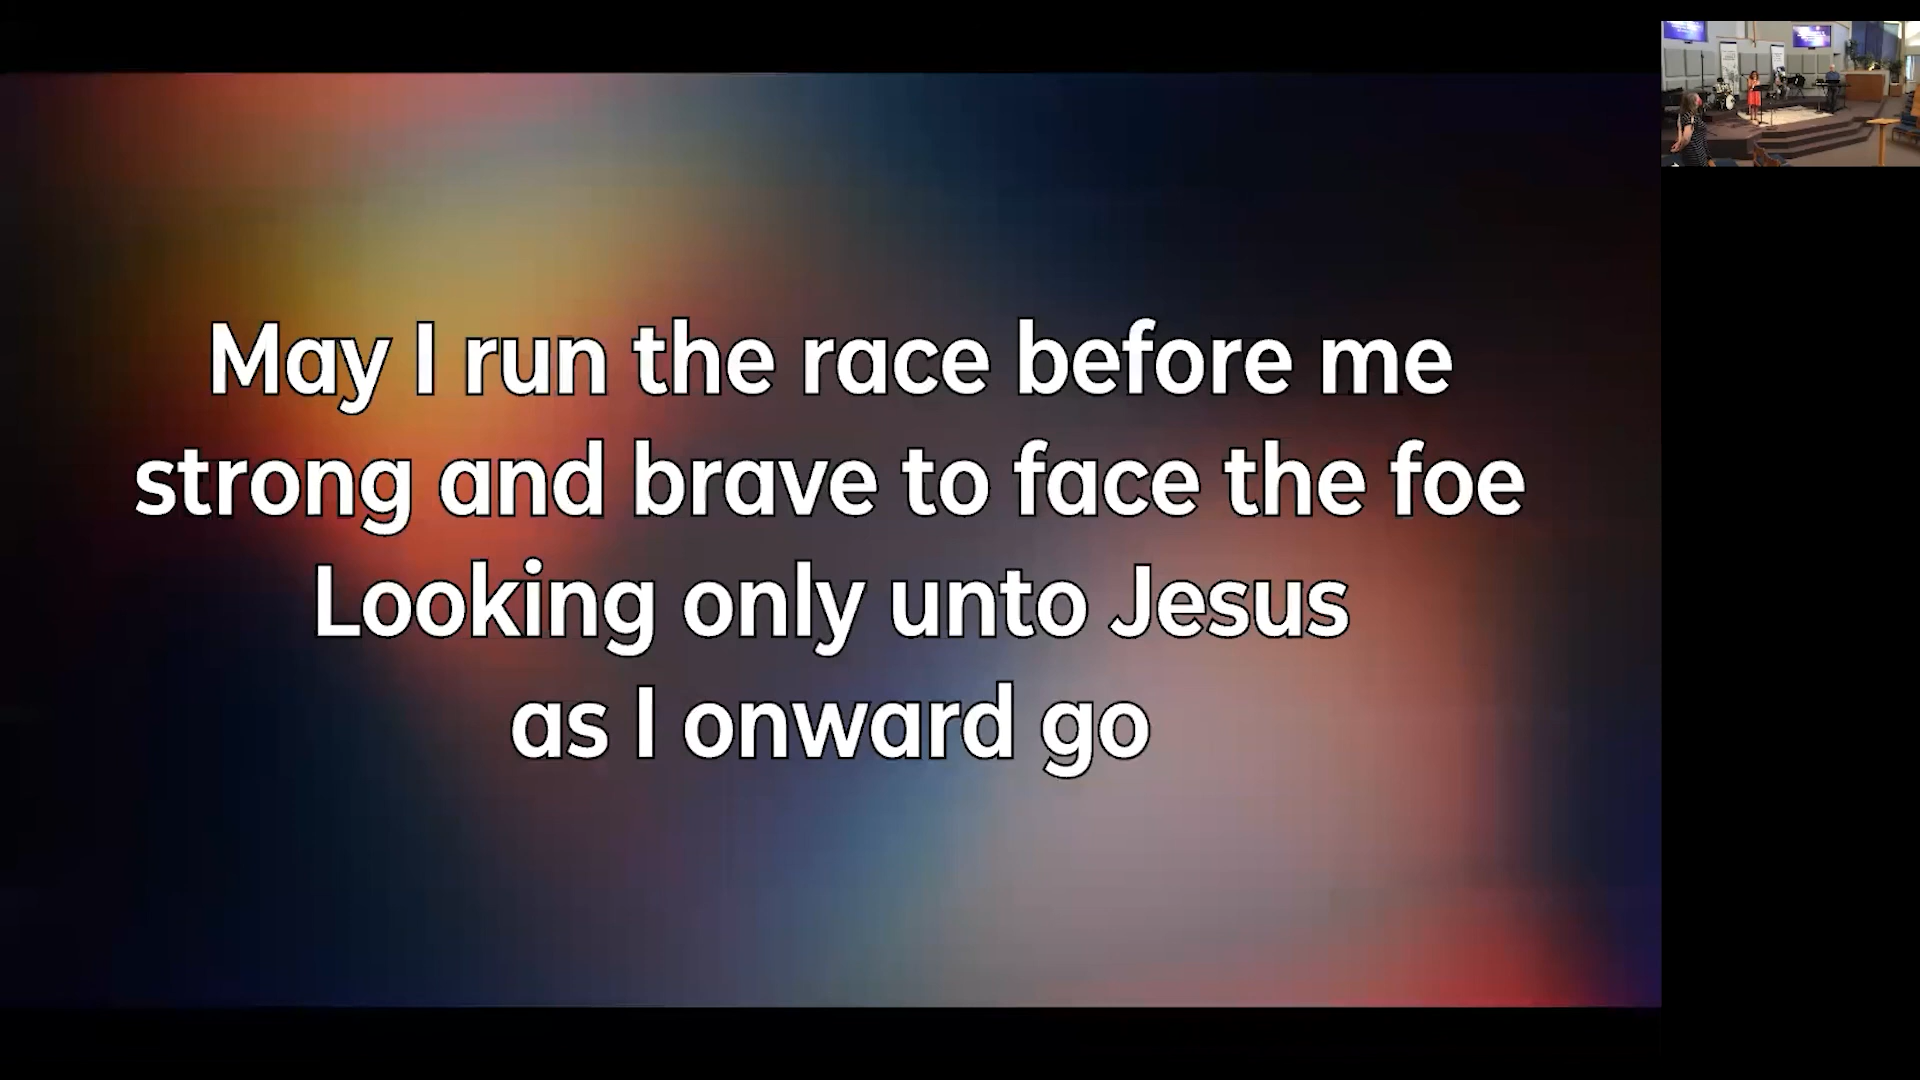 May I run the race before me
strong and brave to face the foe
Looking only unto Jesus
as I onward go